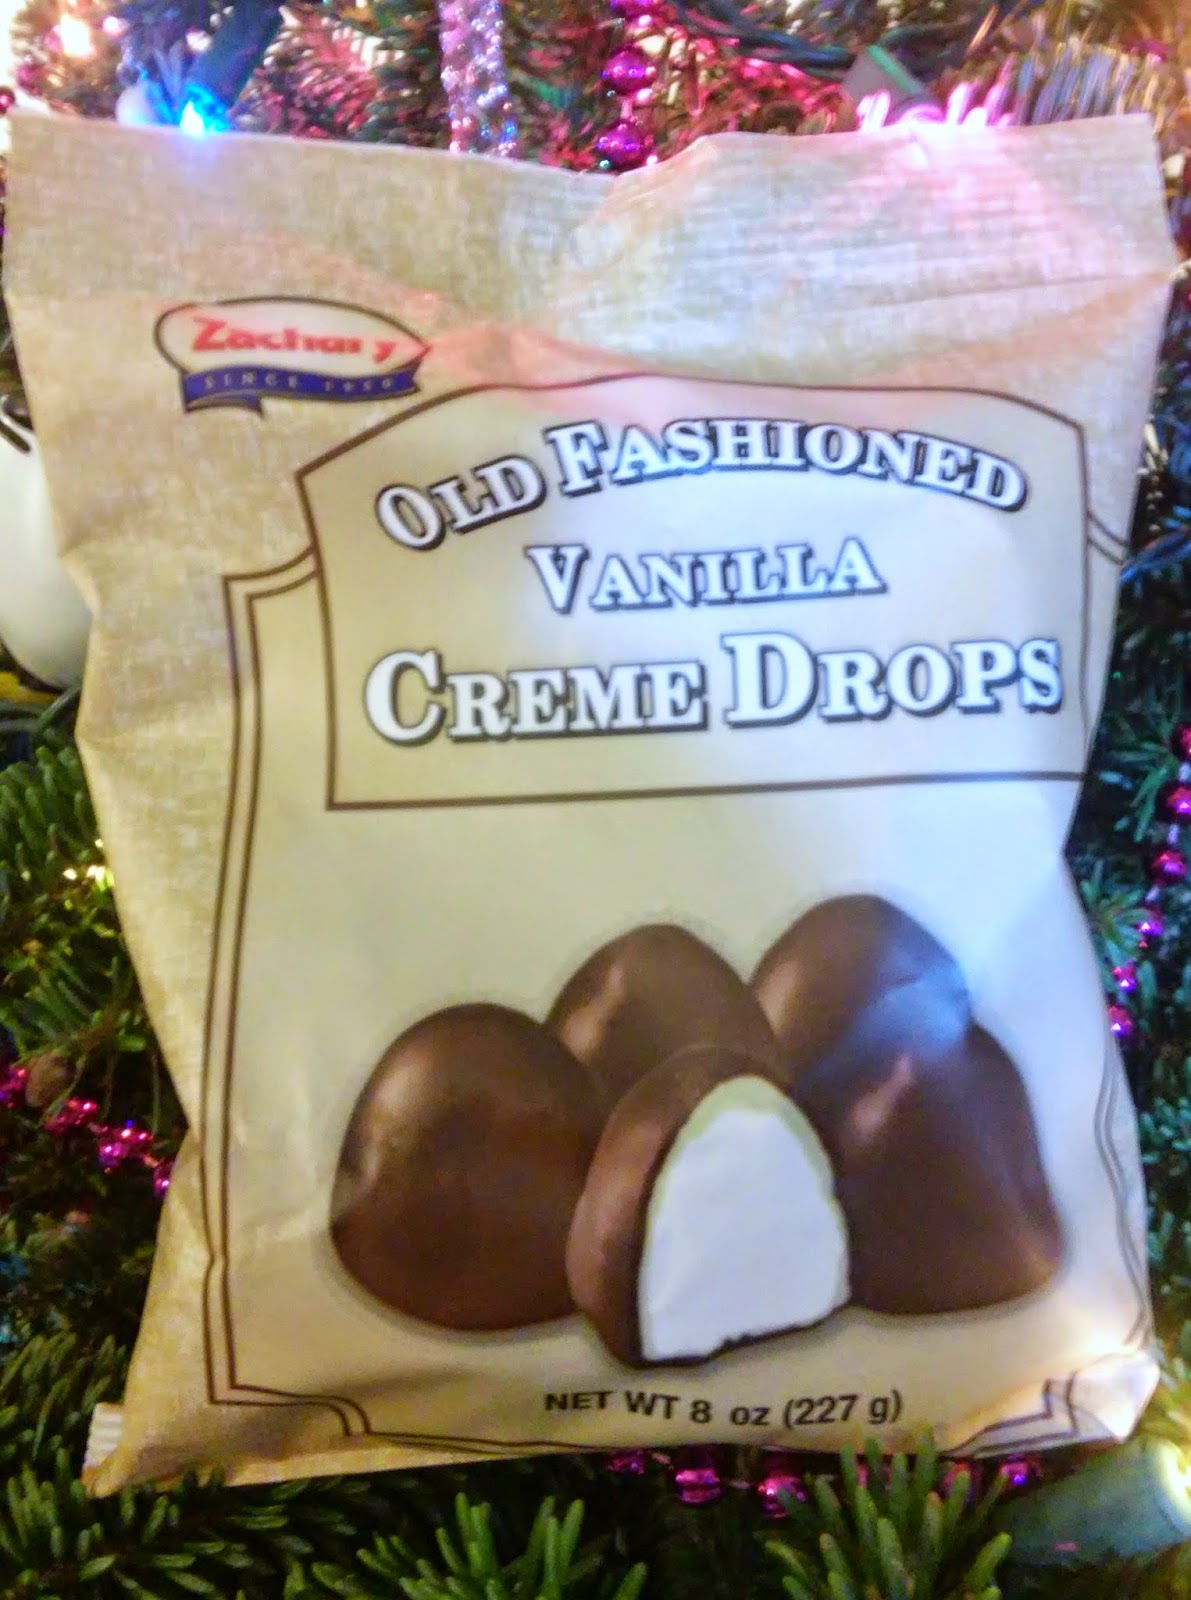 Zachary
SINCE 1950
OLD FASHIONED
VANILLA
CREME DROPS
NET WT 8 oz (227 g)